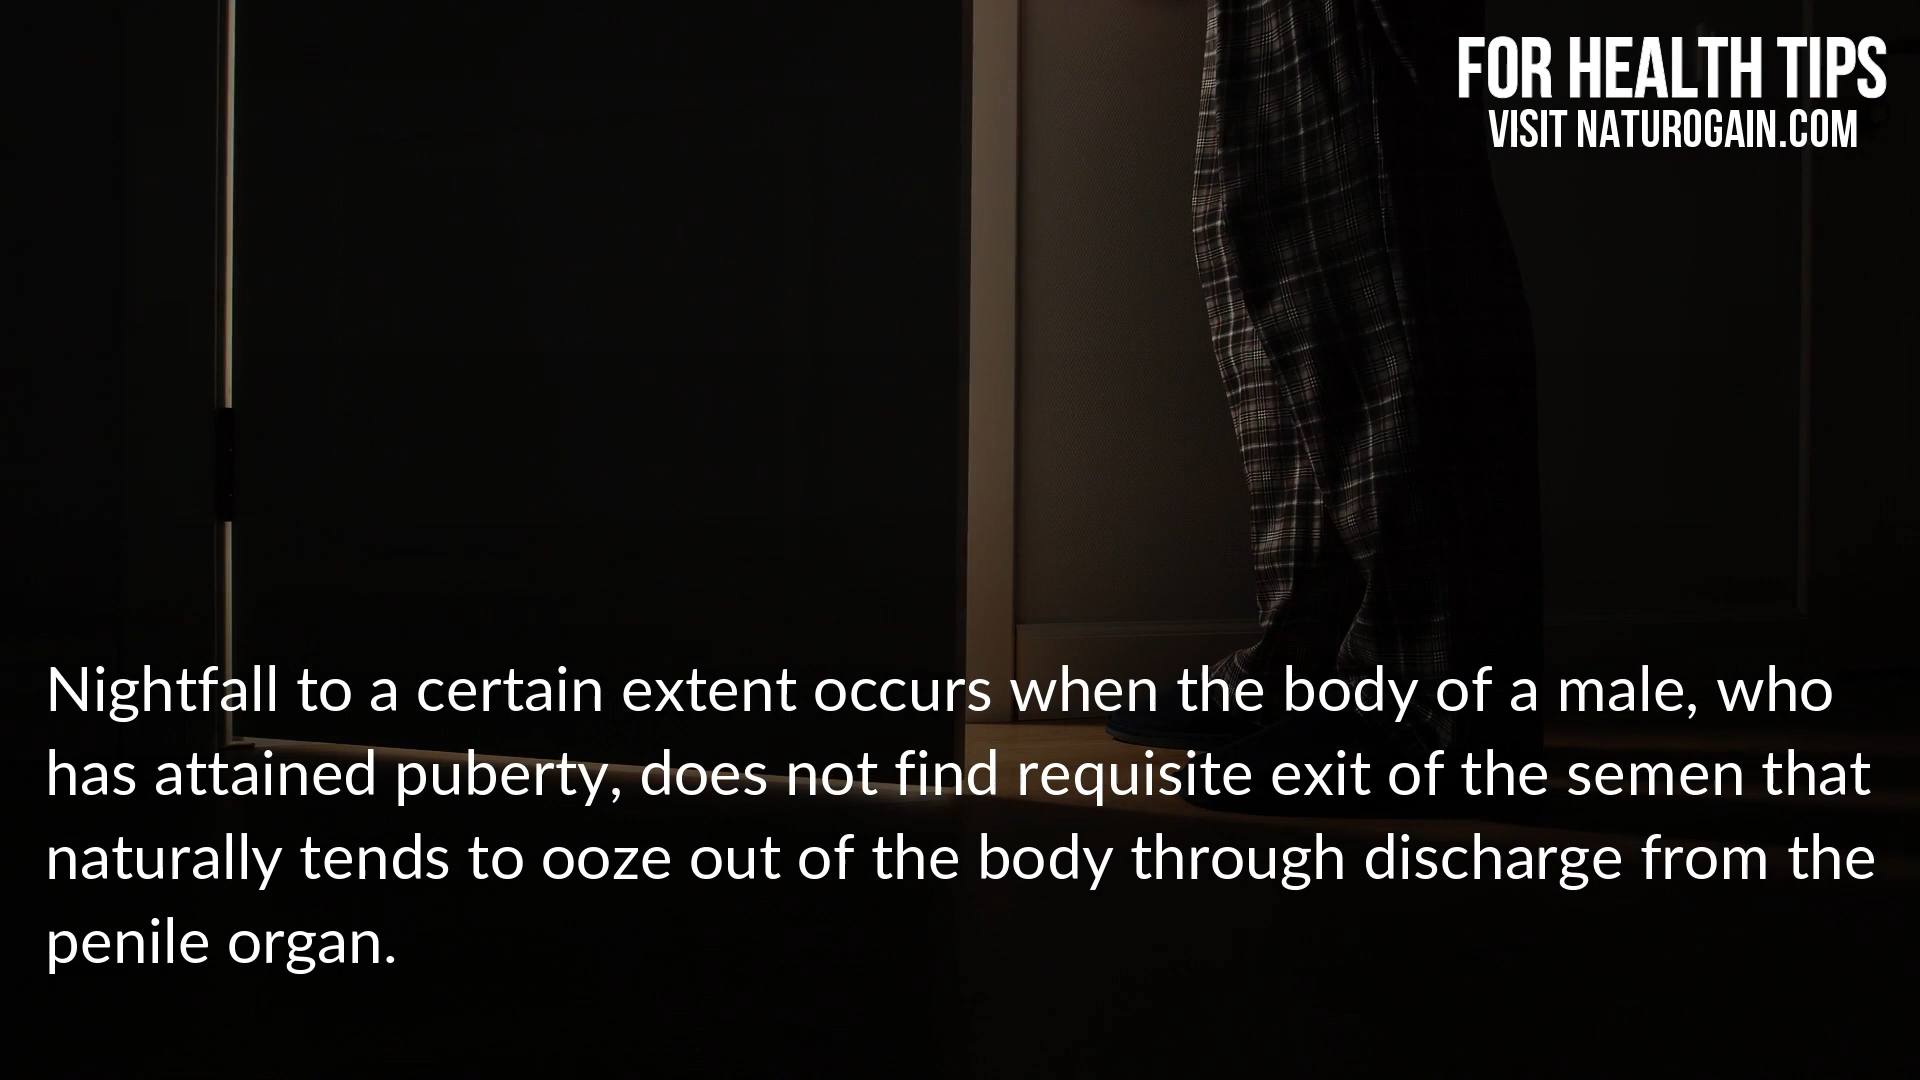 FOR HEALTH TIPS
VISIT NATUROGAIN.COM
Nightfall to a certain extent occurs when the body of a male, who
has attained puberty, does not find requisite exit of the semen that
naturally tends to ooze out of the body through discharge from the
penile organ.